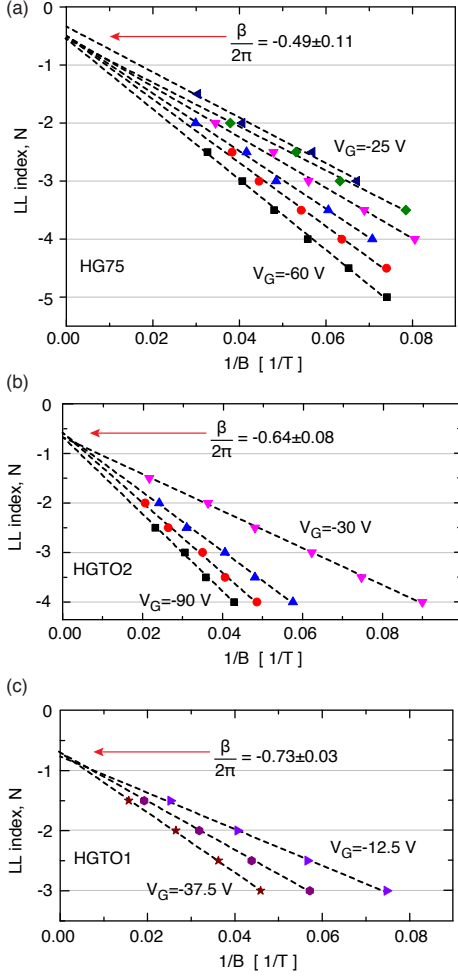 (a)
0
-1
-2
-3
-4
-5
LL index, N
β/2π = -0.49±0.11
V_G=-25 V
V_G=-60 V
HG75
0.00 0.02 0.04 0.06 0.08
1/B [ 1/T ]
(b)
0
-1
-2
-3
-4
LL index, N
β/2π = -0.64±0.08
V_G=-30 V
HGTO2
V_G=-90 V
0.00 0.02 0.04 0.06 0.08
1/B [ 1/T ]
(c)
0
-1
-2
-3
LL index, N
β/2π = -0.73±0.03
V_G=-12.5 V
HGTO1
V_G=-37.5 V
0.00 0.02 0.04 0.06 0.08
1/B [ 1/T ]